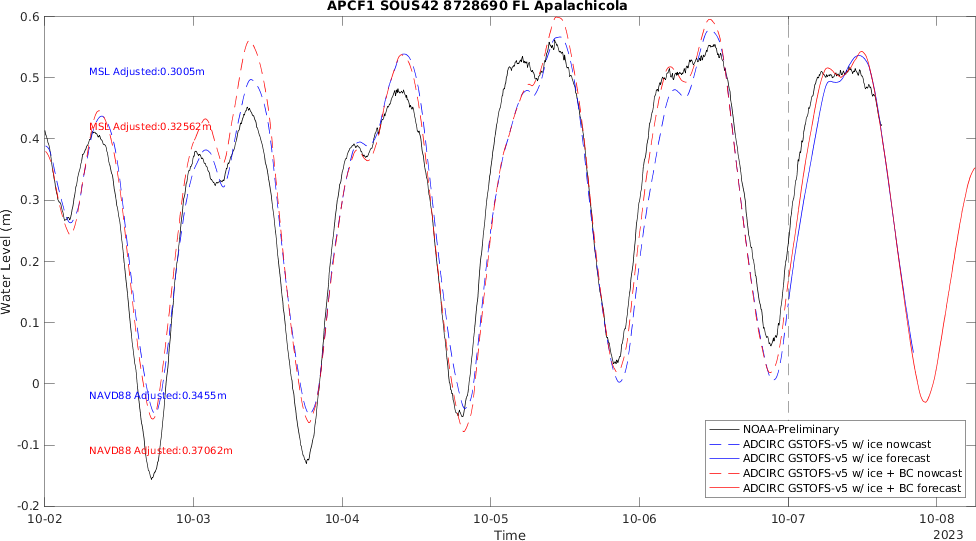 APCF1 SOUS42 8728690 FL Apalachicola
Water Level (m)
0.6
0.5
0.4
0.3
0.2
0.1
0
-0.1
-0.2
MSL Adjusted:0.3005m
MSL Adjusted:0.32562m
NAVD88 Adjusted:0.3455m
NAVD88 Adjusted:0.37062m
NOAA-Preliminary
ADCIRC GSTOFS-v5 w/ ice nowcast
ADCIRC GSTOFS-v5 w/ ice forecast
ADCIRC GSTOFS-v5 w/ ice + BC nowcast
ADCIRC GSTOFS-v5 w/ ice + BC forecast
10-02 10-03 10-04 10-05 10-06 10-07 10-08
Time
2023